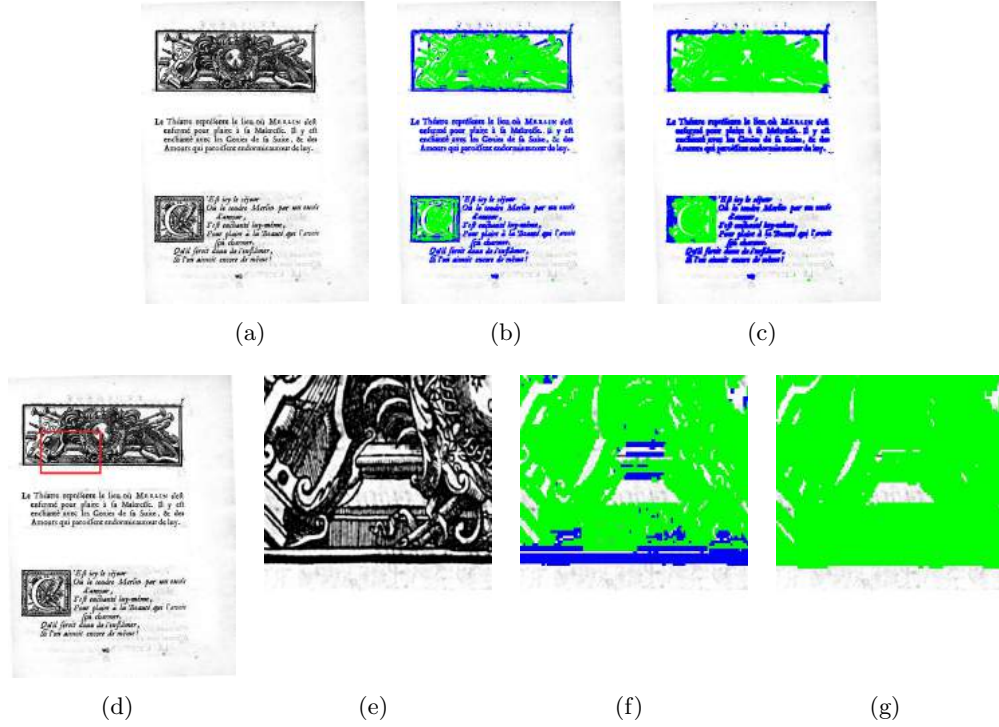 Le Théatre représente le lieu où MERLIN s'est
enfermé pour plaire à sa Maîtresse. Il y est
enchanté avec les Genies de sa Suite, & des
Amours qui paroissent endormis autour de luy.
'Est icy le séjour
Où le tendre Merlin par un excés
d'amour,
S'est enchanté luy-même,
Pour plaire à la Beauté qui l'avoit
sçû charmer.
Qu'il seroit doux de s'enflâmer,
Si l'on aimoit encore de même!
(a)
(b)
(c)
(d)
(e)
(f)
(g)